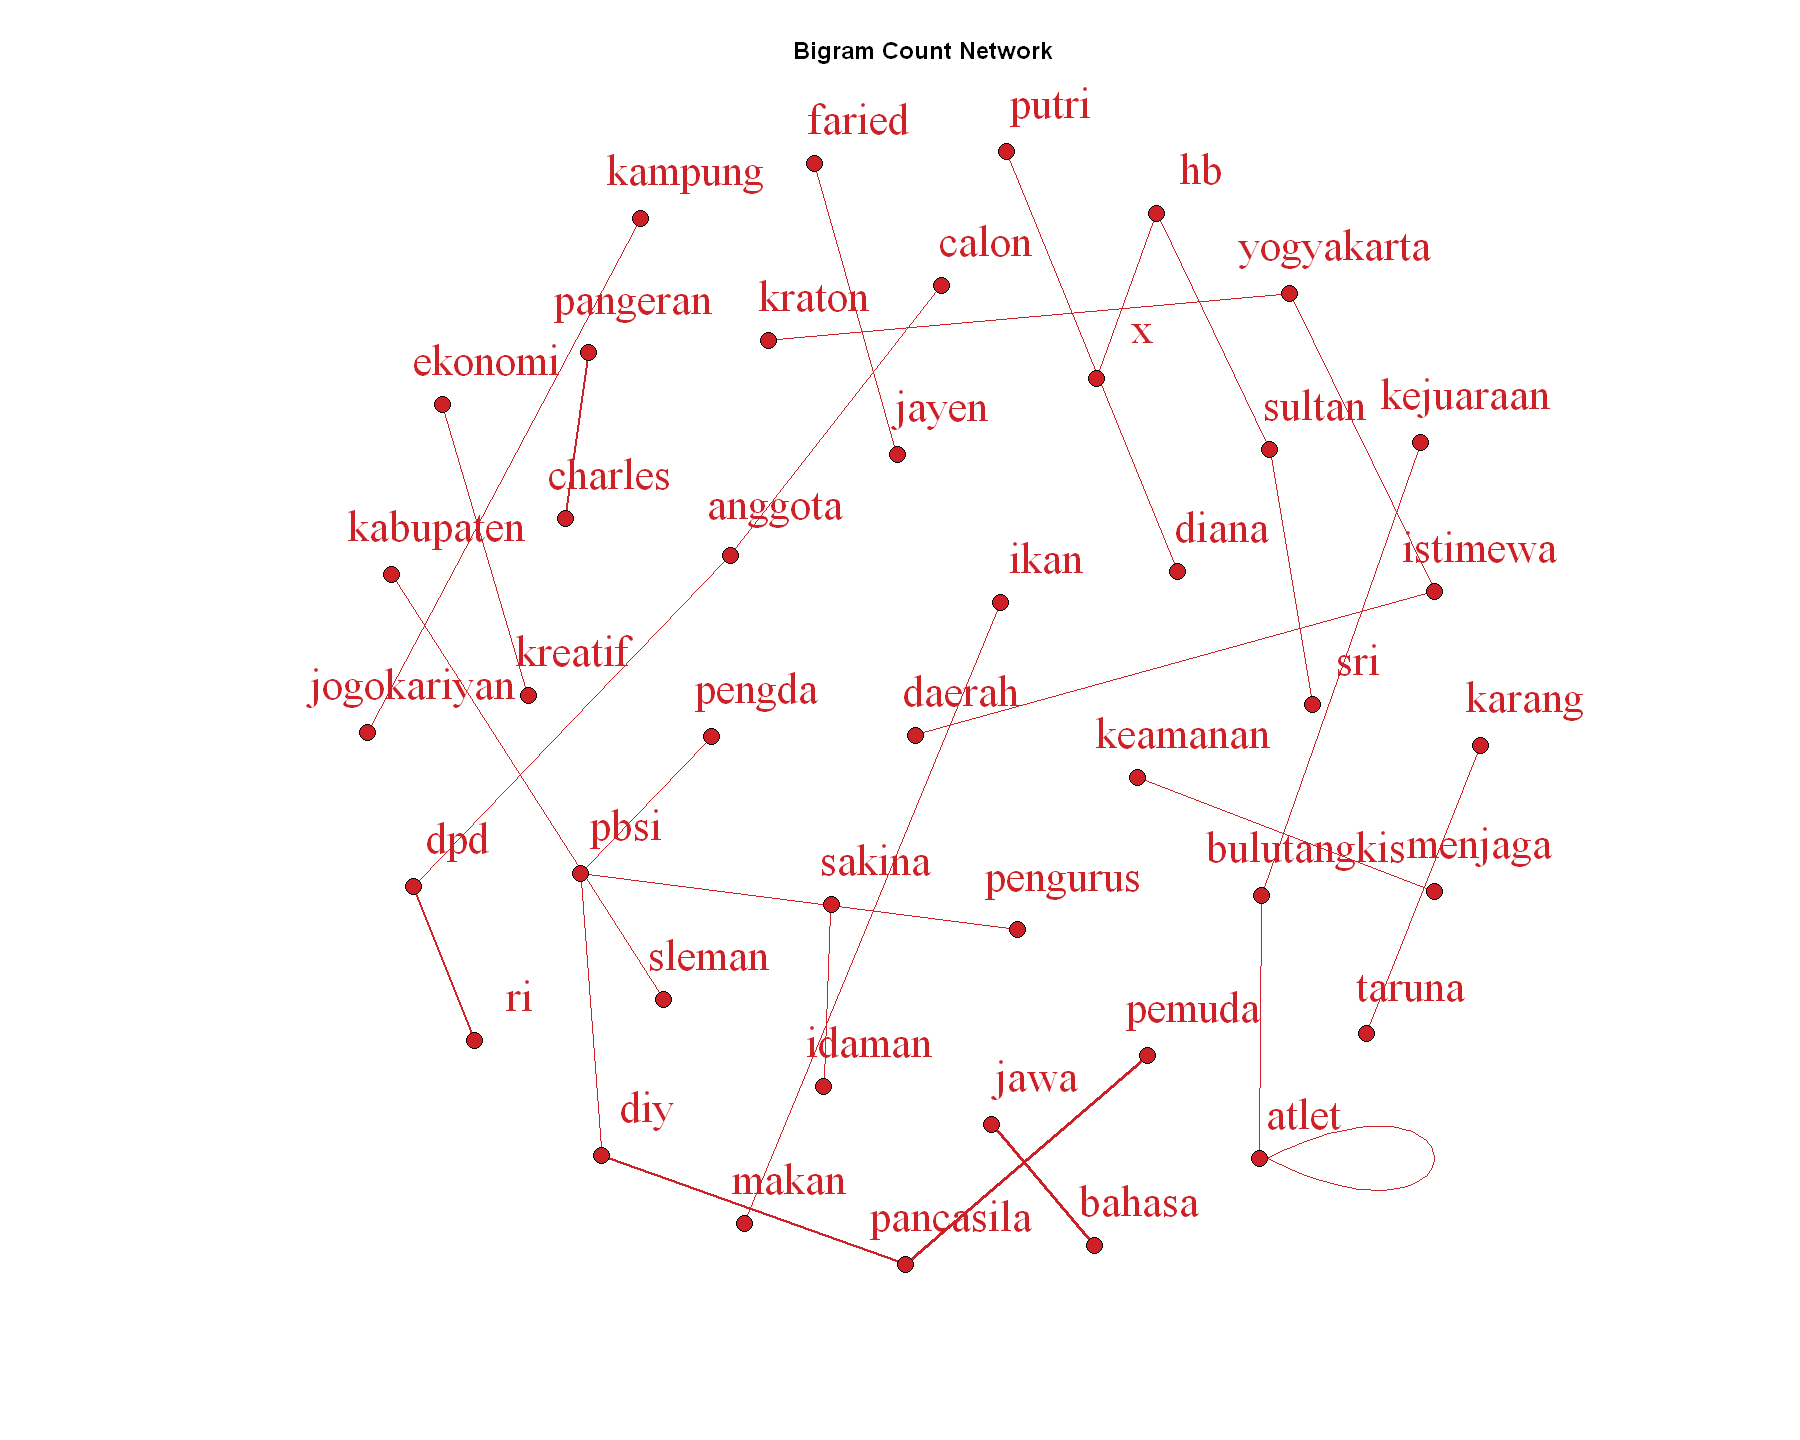 Bigram Count Network
putri
faried
hb
kampung
calon
yogyakarta
kraton
pangeran
x
ekonomi
kejuaraan
sultan
jayen
charles
anggota
kabupaten
diana
istimewa
ikan
kreatif
sri
jogokariyan
pengda
daerah
karang
keamanan
pbsi
dpd
bulutangkis
menjaga
sakina
pengurus
sleman
taruna
ri
pemuda
idaman
jawa
diy
atlet
makan
bahasa
pancasila